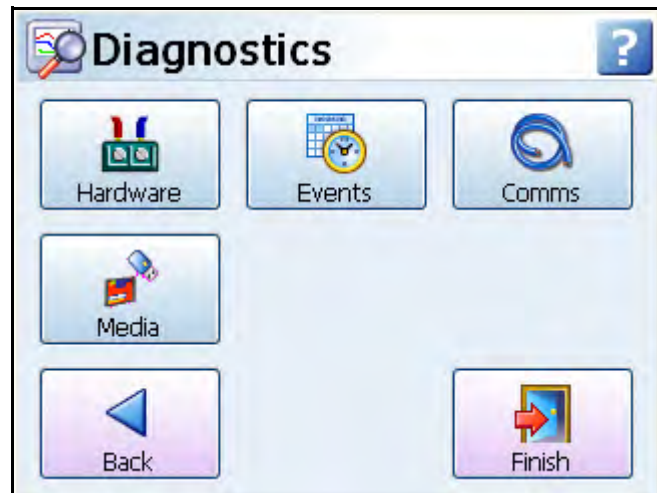 Diagnostics
?
Hardware
Events
Comms
Media
Back
Finish